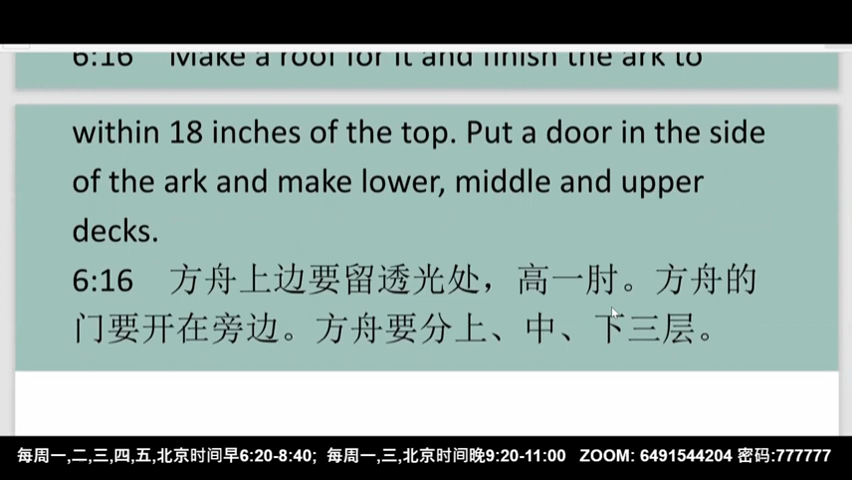 6:16 Make a roof for it and finish the ark to
within 18 inches of the top. Put a door in the side
of the ark and make lower, middle and upper
decks.
6:16 方舟上边要留透光处，高一肘。方舟的
门要开在旁边。方舟要分上、中、下三层。
每周一,二,三,四,五,北京时间早6:20-8:40; 每周一,三,北京时间晚9:20-11:00 ZOOM: 6491544204 密码:777777